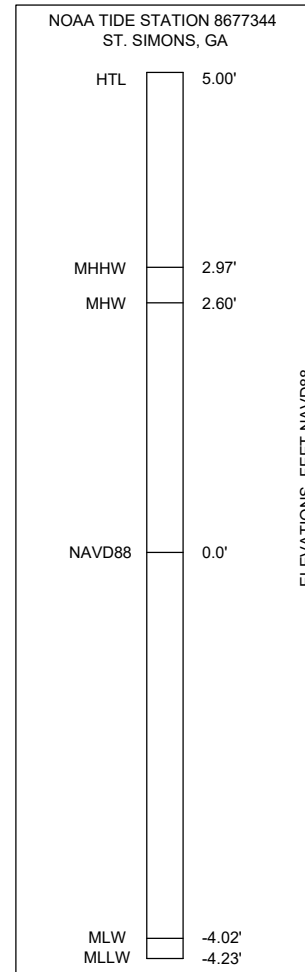 NOAA TIDE STATION 8677344
ST. SIMONS, GA
HTL 5.00'
MHHW 2.97'
MHW 2.60'
NAVD88 0.0'
MLW -4.02'
MLLW -4.23'
ELEVATIONS, FEET NAVD88